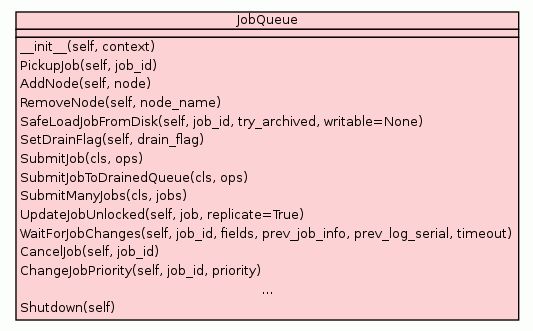 JobQueue
__init__(self, context)
PickupJob(self, job_id)
AddNode(self, node)
RemoveNode(self, node_name)
SafeLoadJobFromDisk(self, job_id, try_archived, writable=None)
SetDrainFlag(self, drain_flag)
SubmitJob(cls, ops)
SubmitJobToDrainedQueue(cls, ops)
SubmitManyJobs(cls, jobs)
UpdateJobUnlocked(self, job, replicate=True)
WaitForJobChanges(self, job_id, fields, prev_job_info, prev_log_serial, timeout)
CancelJob(self, job_id)
ChangeJobPriority(self, job_id, priority)
...
Shutdown(self)